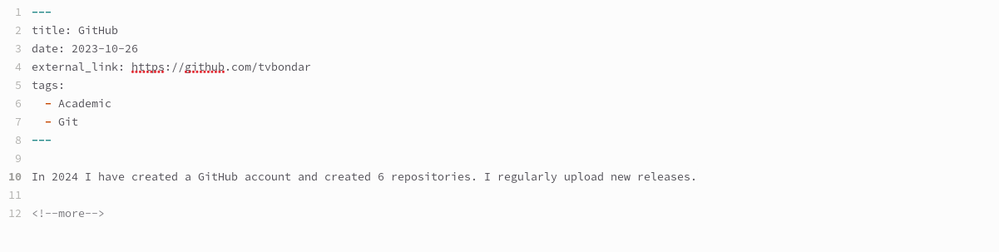 1 ---
2 title: GitHub
3 date: 2023-10-26
4 external_link: https://github.com/tvbondar
5 tags:
6   - Academic
7   - Git
8 ---
9
10 In 2024 I have created a GitHub account and created 6 repositories. I regularly upload new releases.
11
12 <!--more-->